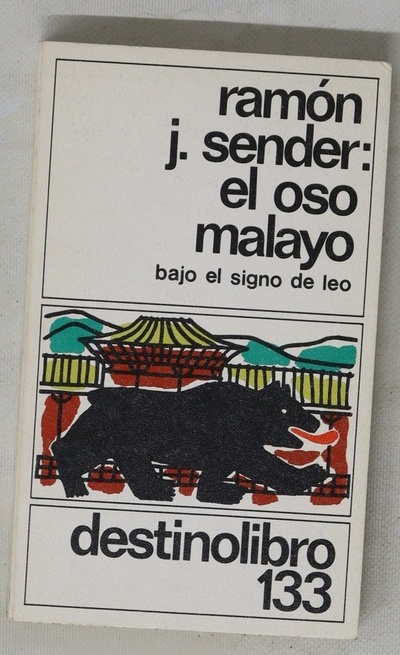 ramón
j. sender:
el oso
malayo
bajo el signo de leo
destinolibro
133